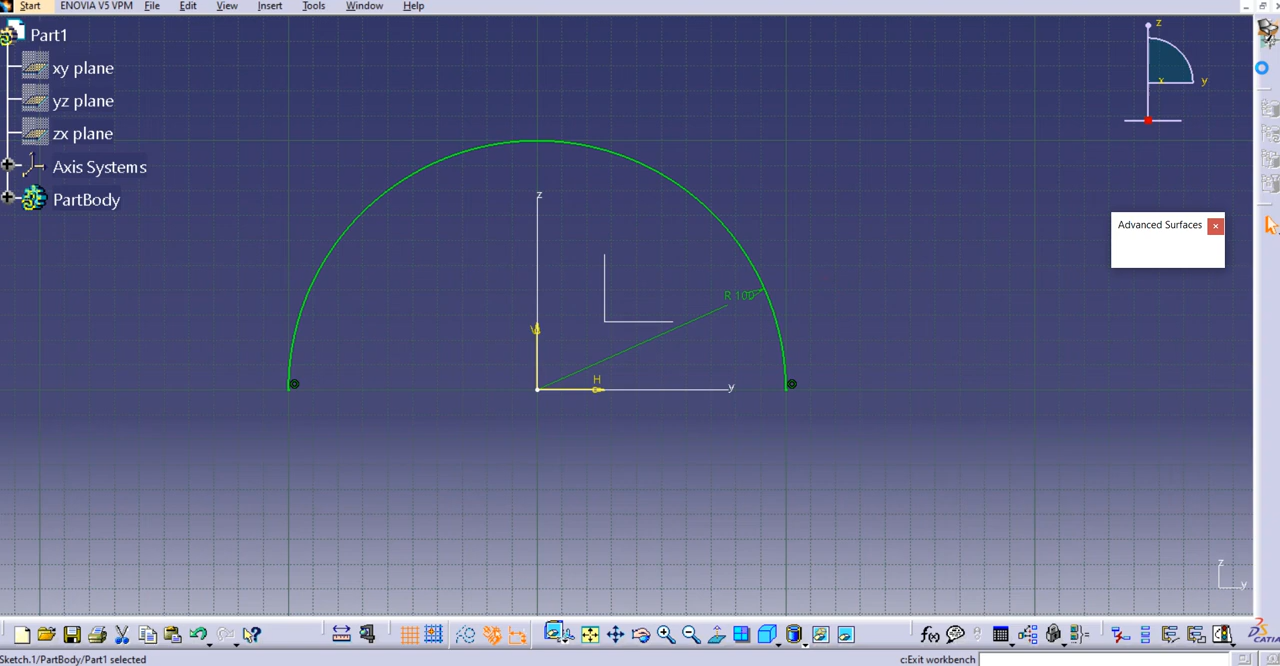 Start ENOVIA V5 VPM File Edit View Insert Tools Window Help
Part1
xy plane
yz plane
zx plane
Axis Systems
PartBody
z
x
y
Advanced Surfaces
x
z
R 100
V
H
y
z
y
f(x)
CATIA
Sketch.1/PartBody/Part1 selected
c:Exit workbench